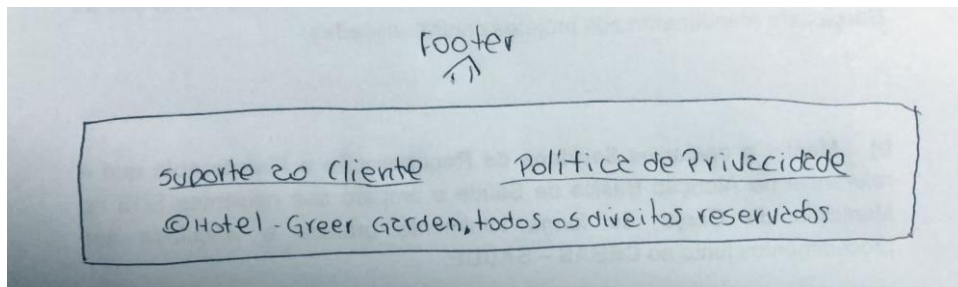 Footer
Suporte ao Cliente Politica de Privacidade
© Hotel - Greer Garden, todos os direitos reservados